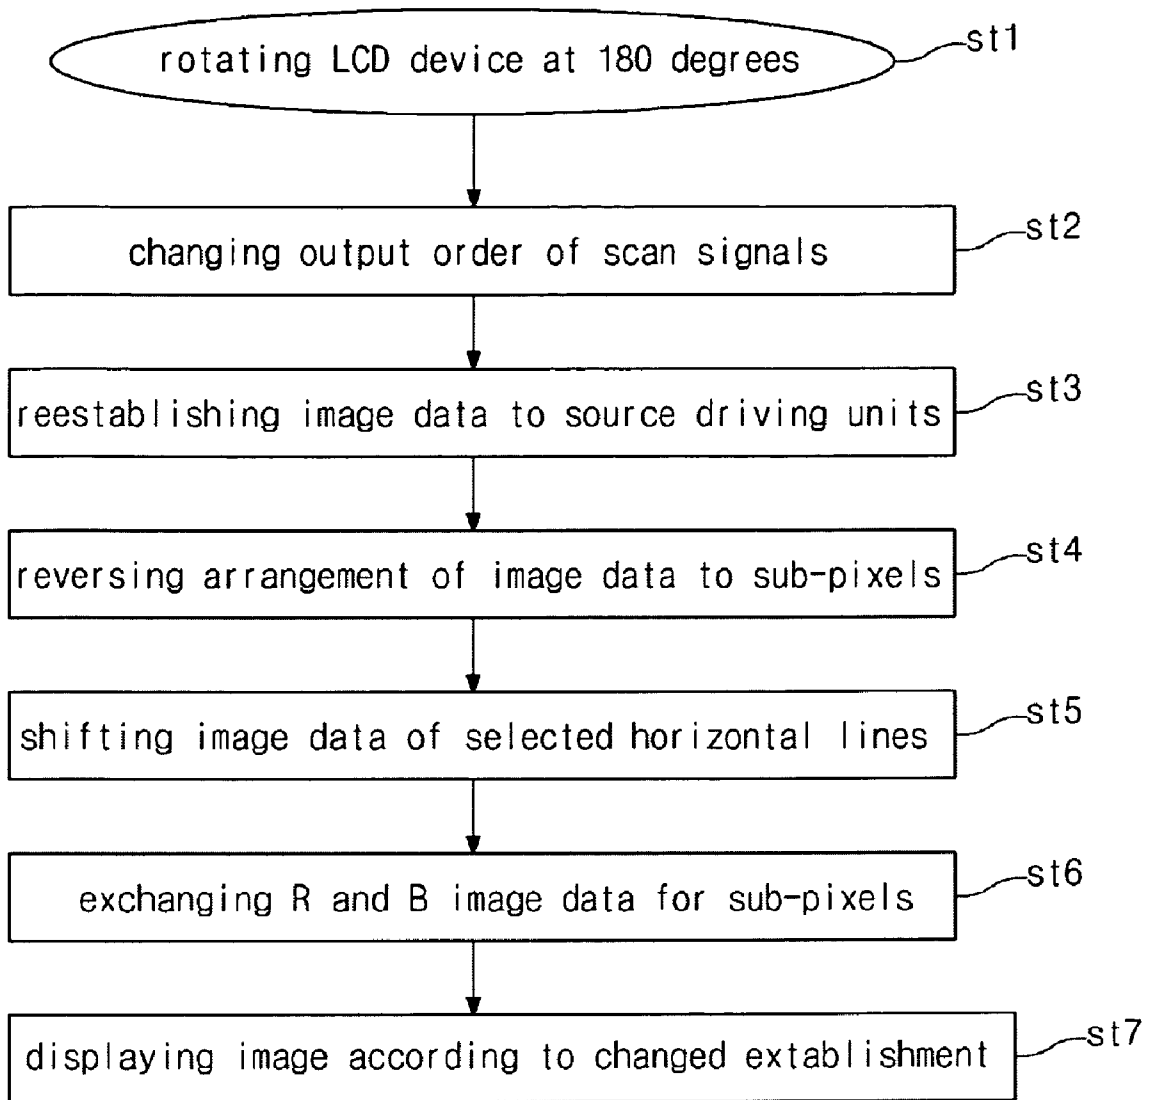 rotating LCD device at 180 degrees
st1
changing output order of scan signals
st2
reestablishing image data to source driving units
st3
reversing arrangement of image data to sub-pixels
st4
shifting image data of selected horizontal lines
st5
exchanging R and B image data for sub-pixels
st6
displaying image according to changed extablishment
st7